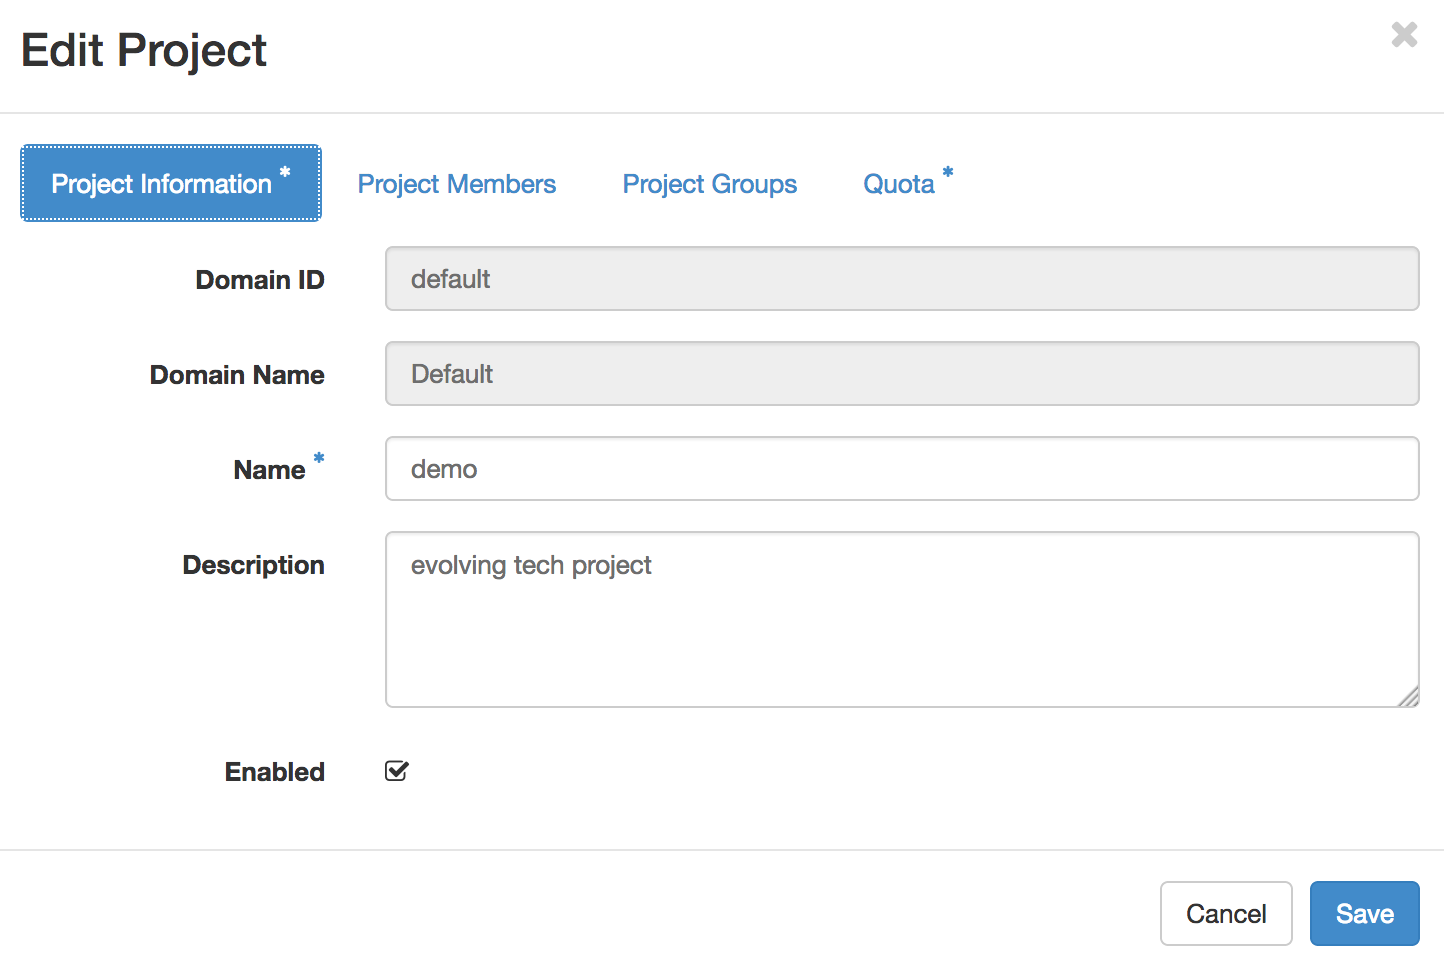 Edit Project
Project Information *
Project Members
Project Groups
Quota *
Domain ID
default
Domain Name
Default
Name *
demo
Description
evolving tech project
Enabled
Cancel
Save